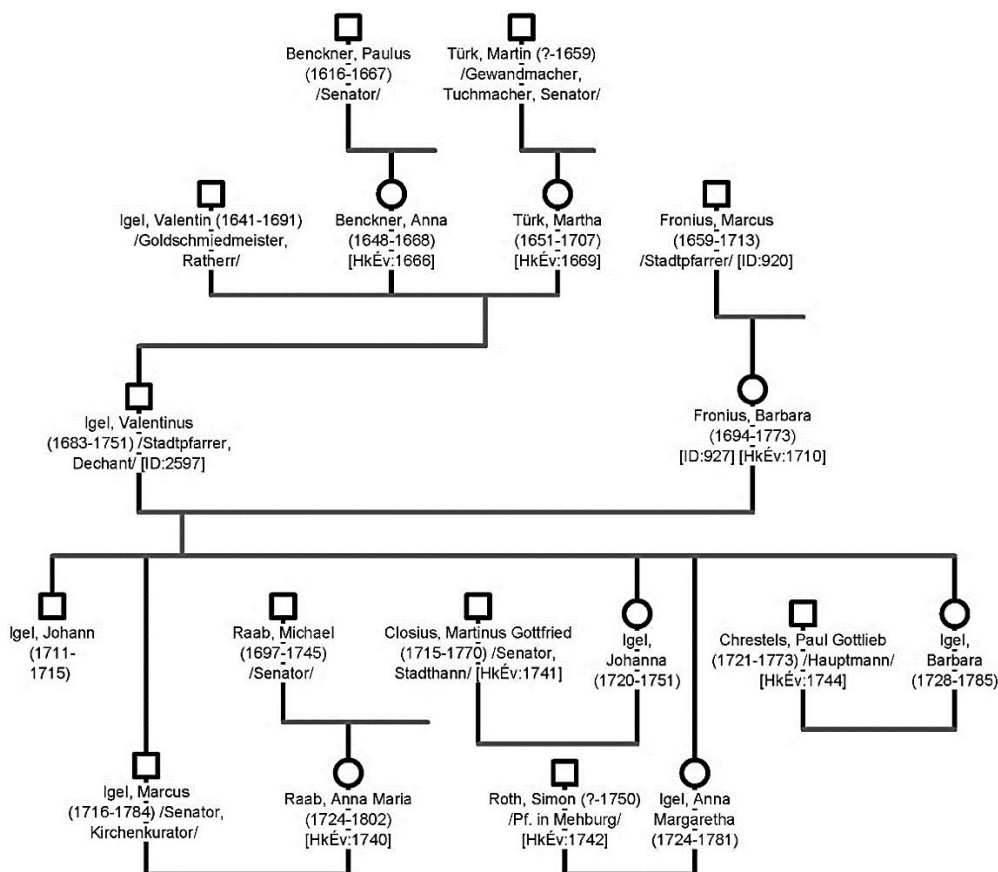 Benckner, Paulus
(1616-1667)
/Senator/
Türk, Martin (?-1659)
/Gewandmacher,
Tuchmacher, Senator/
Igel, Valentin (1641-1691)
/Goldschmiedmeister,
Ratherr/
Benckner, Anna
(1648-1668)
[HkÉv:1666]
Türk, Martha
(1651-1707)
[HkÉv:1669]
Fronius, Marcus
(1659-1713)
/Stadtpfarrer/ [ID:920]
Igel, Valentinus
(1683-1751) /Stadtpfarrer,
Dechant/ [ID:2597]
Fronius, Barbara
(1694-1773)
[ID:927] [HkÉv:1710]
Igel, Johann
(1711-
1715)
Raab, Michael
(1697-1745)
/Senator/
Closius, Martinus Gottfried
(1715-1770) /Senator,
Stadthann/ [HkÉv:1741]
Igel,
Johanna
(1720-1751)
Chrestels, Paul Gottlieb
(1721-1773) /Hauptmann/
[HkÉv:1744]
Igel,
Barbara
(1728-1785)
Igel, Marcus
(1716-1784) /Senator,
Kirchenkurator/
Raab, Anna Maria
(1724-1802)
[HkÉv:1740]
Roth, Simon (?-1750)
/Pf. in Mehburg/
[HkÉv:1742]
Igel, Anna
Margaretha
(1724-1781)